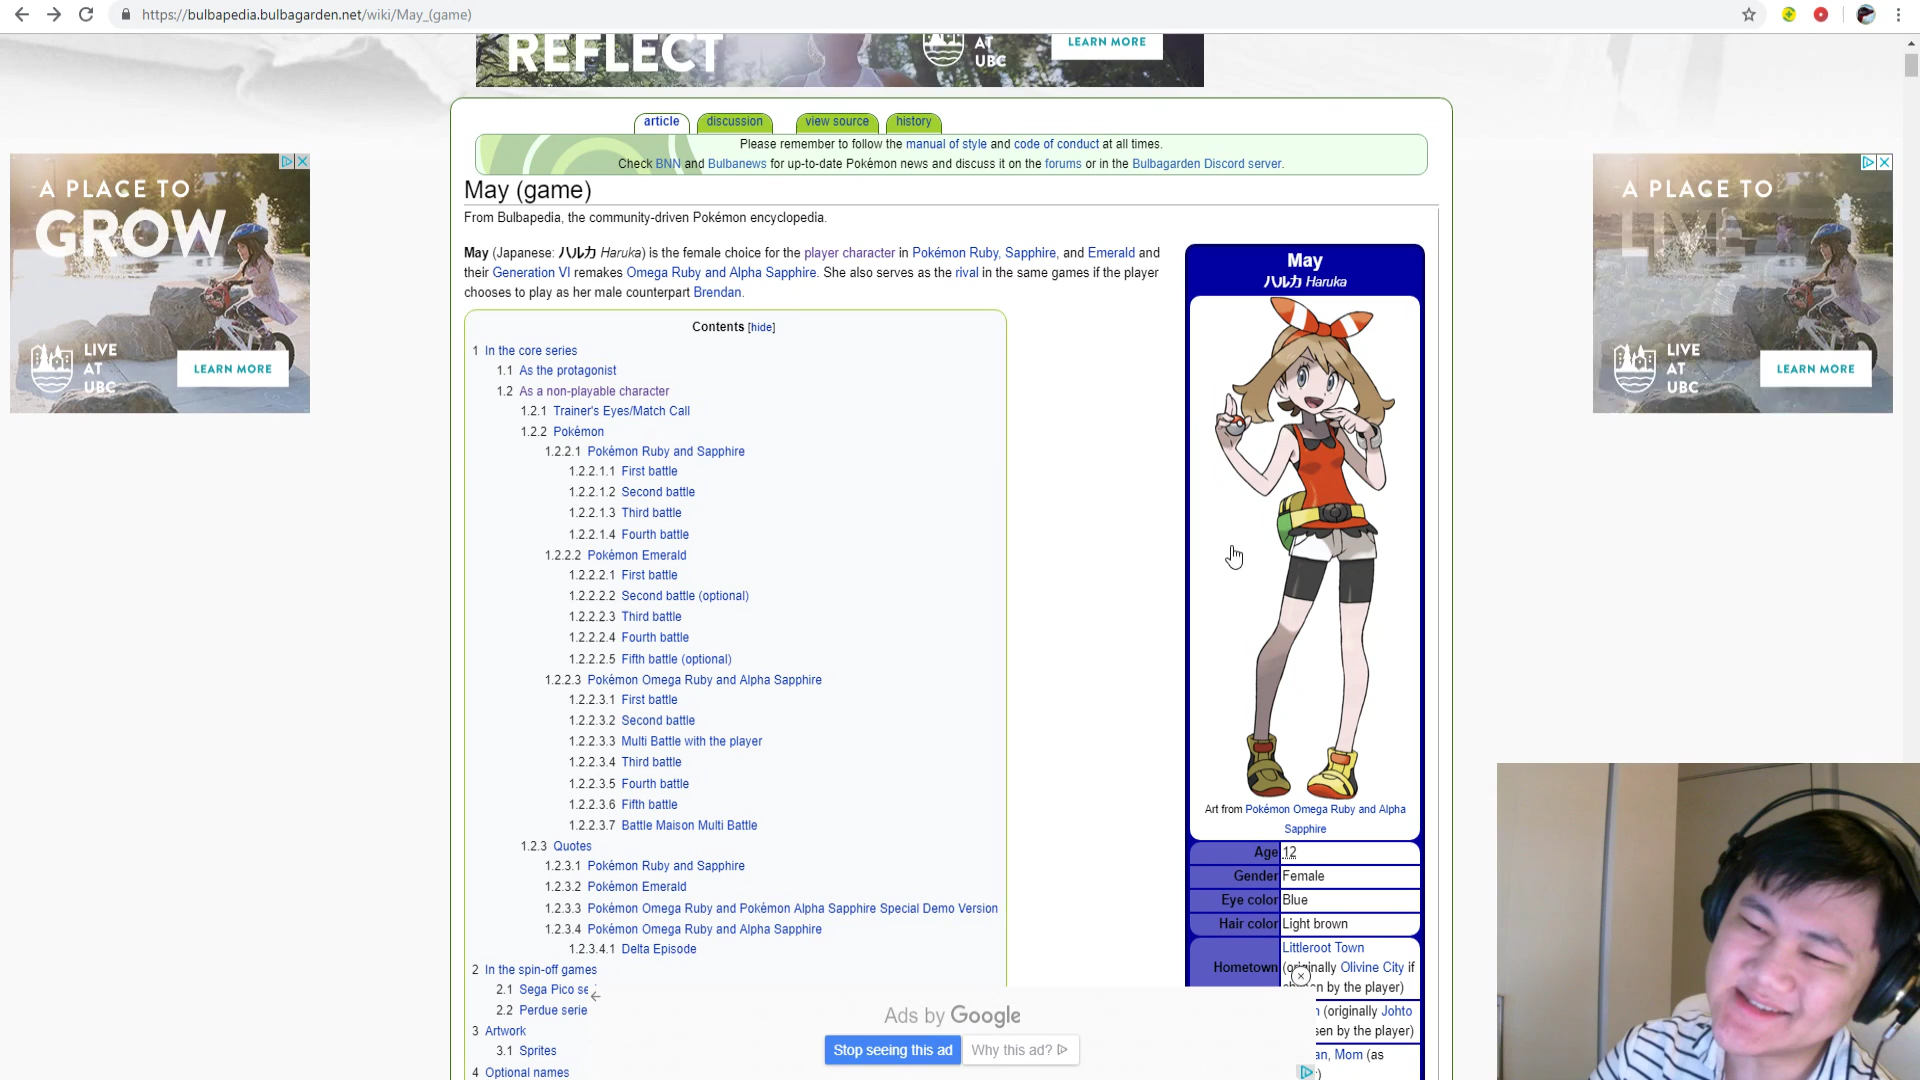 https://bulbapedia.bulbagarden.net/wiki/May_(game)
REFLECT
AT
UBC
LEARN MORE
article
discussion
view source
history
Please remember to follow the manual of style and code of conduct at all times.
Check BNN and Bulbanews for up-to-date Pokémon news and discuss it on the forums or in the Bulbagarden Discord server.
A PLACE TO
GROW
LIVE
AT
UBC
LEARN MORE
A PLACE TO
LIVE
LIVE
AT
UBC
LEARN MORE
May (game)
From Bulbapedia, the community-driven Pokémon encyclopedia.
May (Japanese: ハルカ Haruka) is the female choice for the player character in Pokémon Ruby, Sapphire, and Emerald and
their Generation VI remakes Omega Ruby and Alpha Sapphire. She also serves as the rival in the same games if the player
chooses to play as her male counterpart Brendan.
Contents [hide]
1 In the core series
1.1 As the protagonist
1.2 As a non-playable character
1.2.1 Trainer's Eyes/Match Call
1.2.2 Pokémon
1.2.2.1 Pokémon Ruby and Sapphire
1.2.2.1.1 First battle
1.2.2.1.2 Second battle
1.2.2.1.3 Third battle
1.2.2.1.4 Fourth battle
1.2.2.2 Pokémon Emerald
1.2.2.2.1 First battle
1.2.2.2.2 Second battle (optional)
1.2.2.2.3 Third battle
1.2.2.2.4 Fourth battle
1.2.2.2.5 Fifth battle (optional)
1.2.2.3 Pokémon Omega Ruby and Alpha Sapphire
1.2.2.3.1 First battle
1.2.2.3.2 Second battle
1.2.2.3.3 Multi Battle with the player
1.2.2.3.4 Third battle
1.2.2.3.5 Fourth battle
1.2.2.3.6 Fifth battle
1.2.2.3.7 Battle Maison Multi Battle
1.2.3 Quotes
1.2.3.1 Pokémon Ruby and Sapphire
1.2.3.2 Pokémon Emerald
1.2.3.3 Pokémon Omega Ruby and Pokémon Alpha Sapphire Special Demo Version
1.2.3.4 Pokémon Omega Ruby and Alpha Sapphire
1.2.3.4.1 Delta Episode
2 In the spin-off games
2.1 Sega Pico se
2.2 Perdue serie
3 Artwork
3.1 Sprites
4 Optional names
May
ハルカ Haruka
Art from Pokémon Omega Ruby and Alpha
Sapphire
Age 12
Gender Female
Eye color Blue
Hair color Light brown
Hometown Littleroot Town
(originally Olivine City if
chosen by the player)
(originally Johto
sen by the player)
an, Mom (as
Ads by Google
Stop seeing this ad
Why this ad?